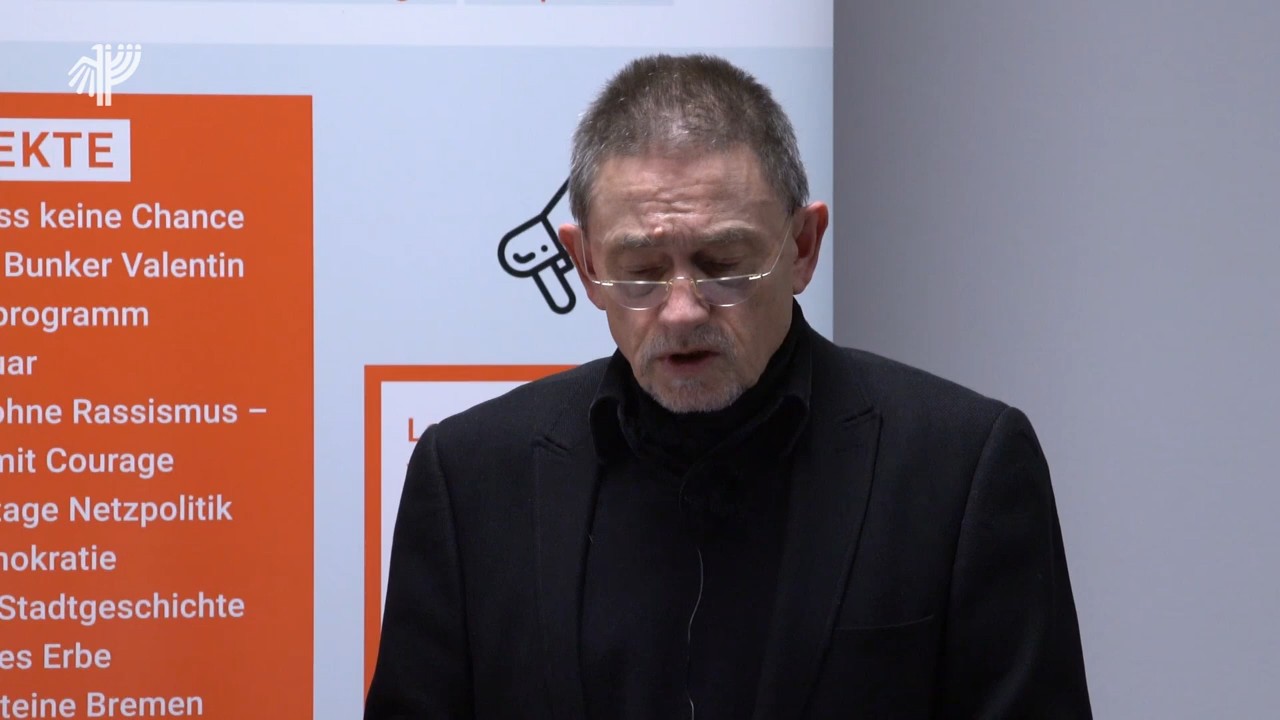 EKTE
ss keine Chance
Bunker Valentin
programm
uar
ohne Rassismus –
mit Courage
tage Netzpolitik
mokratie
Stadtgeschichte
es Erbe
teine Bremen